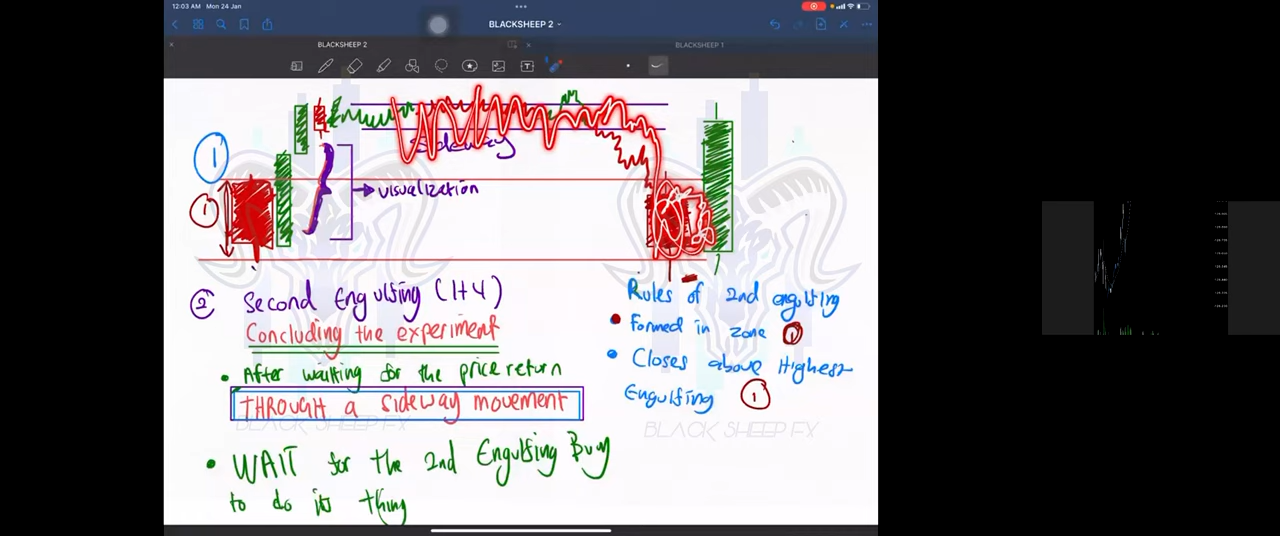 12:03 AM Mon 24 Jan
BLACKSHEEP 2
BLACKSHEEP 2
BLACKSHEEP 1
1
1
Sideway
visualization
2 Second Engulfing (1H4)
Concluding the experiment
• After waiting for the price return
THROUGH a sideway movement
• WAIT for the 2nd Engulfing Buoy
to do its thing
Rules of 2nd engulfing
• Formed in zone 1
• Closes above Highest
Engulfing 1
BLACK SHEEP FX
BLACK SHEEP FX